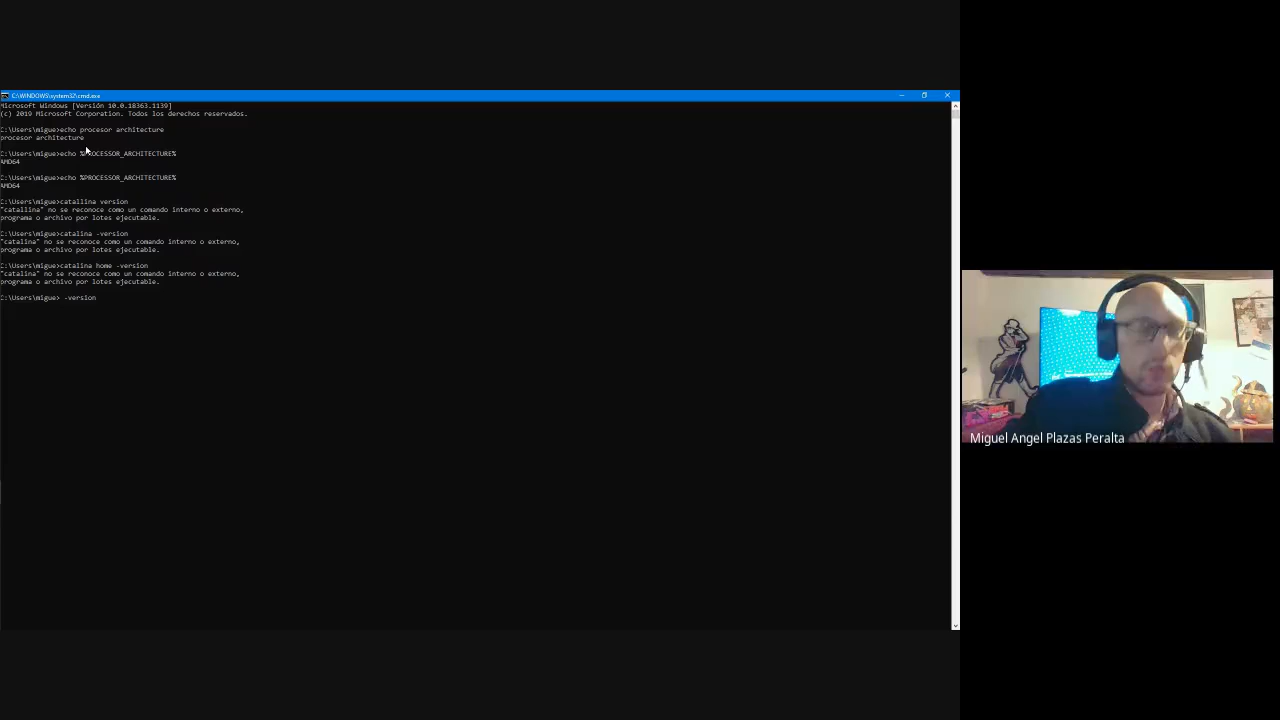 C:\WINDOWS\system32\cmd.exe
Microsoft Windows [Versión 10.0.18363.1139]
(c) 2019 Microsoft Corporation. Todos los derechos reservados.
C:\Users\migue>echo procesor architecture
procesor architecture
C:\Users\migue>echo %PROCESSOR_ARCHITECTURE%
AMD64
C:\Users\migue>echo %PROCESSOR_ARCHITECTURE%
AMD64
C:\Users\migue>catallina version
"catallina" no se reconoce como un comando interno o externo,
programa o archivo por lotes ejecutable.
C:\Users\migue>catalina -version
"catalina" no se reconoce como un comando interno o externo,
programa o archivo por lotes ejecutable.
C:\Users\migue>catalina home -version
"catalina" no se reconoce como un comando interno o externo,
programa o archivo por lotes ejecutable.
C:\Users\migue> -version
Miguel Angel Plazas Peralta